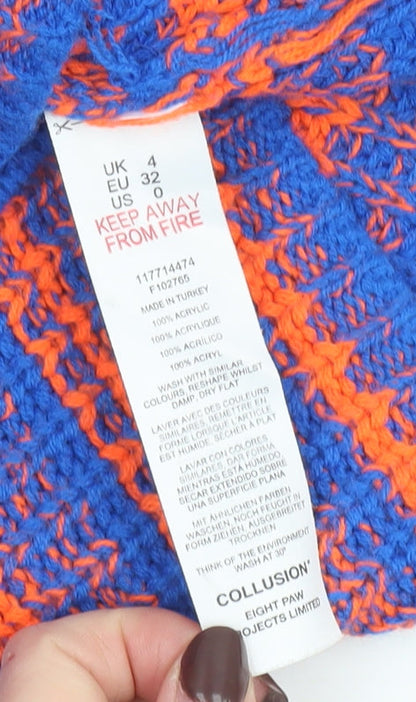 UK 4
EU 32
US 0
KEEP AWAY
FROM FIRE
117714474
F102765
MADE IN TURKEY
100% ACRYLIC
100% ACRYLIQUE
100% ACRÍLICO
100% ACRYL
WASH WITH SIMILAR
COLOURS, RESHAPE WHILST
DAMP, DRY FLAT
LAVER AVEC DES COULEURS
SIMILAIRES, REMETTRE EN
FORME LORSQUE L'ARTICLE
EST HUMIDE, SÉCHER À PLAT
LAVAR CON COLORES
SIMILARES, DAR FORMA
MIENTRAS ESTÁ HÚMEDO,
SECAR EXTENDIDO SOBRE
UNA SUPERFICIE PLANA
MIT ÄHNLICHEN FARBEN
WASCHEN, NOCH FEUCHT IN
FORM ZIEHEN, AUSGEBREITET
TROCKNEN
THINK OF THE ENVIRONMENT
WASH AT 30°
COLLUSION
EIGHT PAW
PROJECTS LIMITED